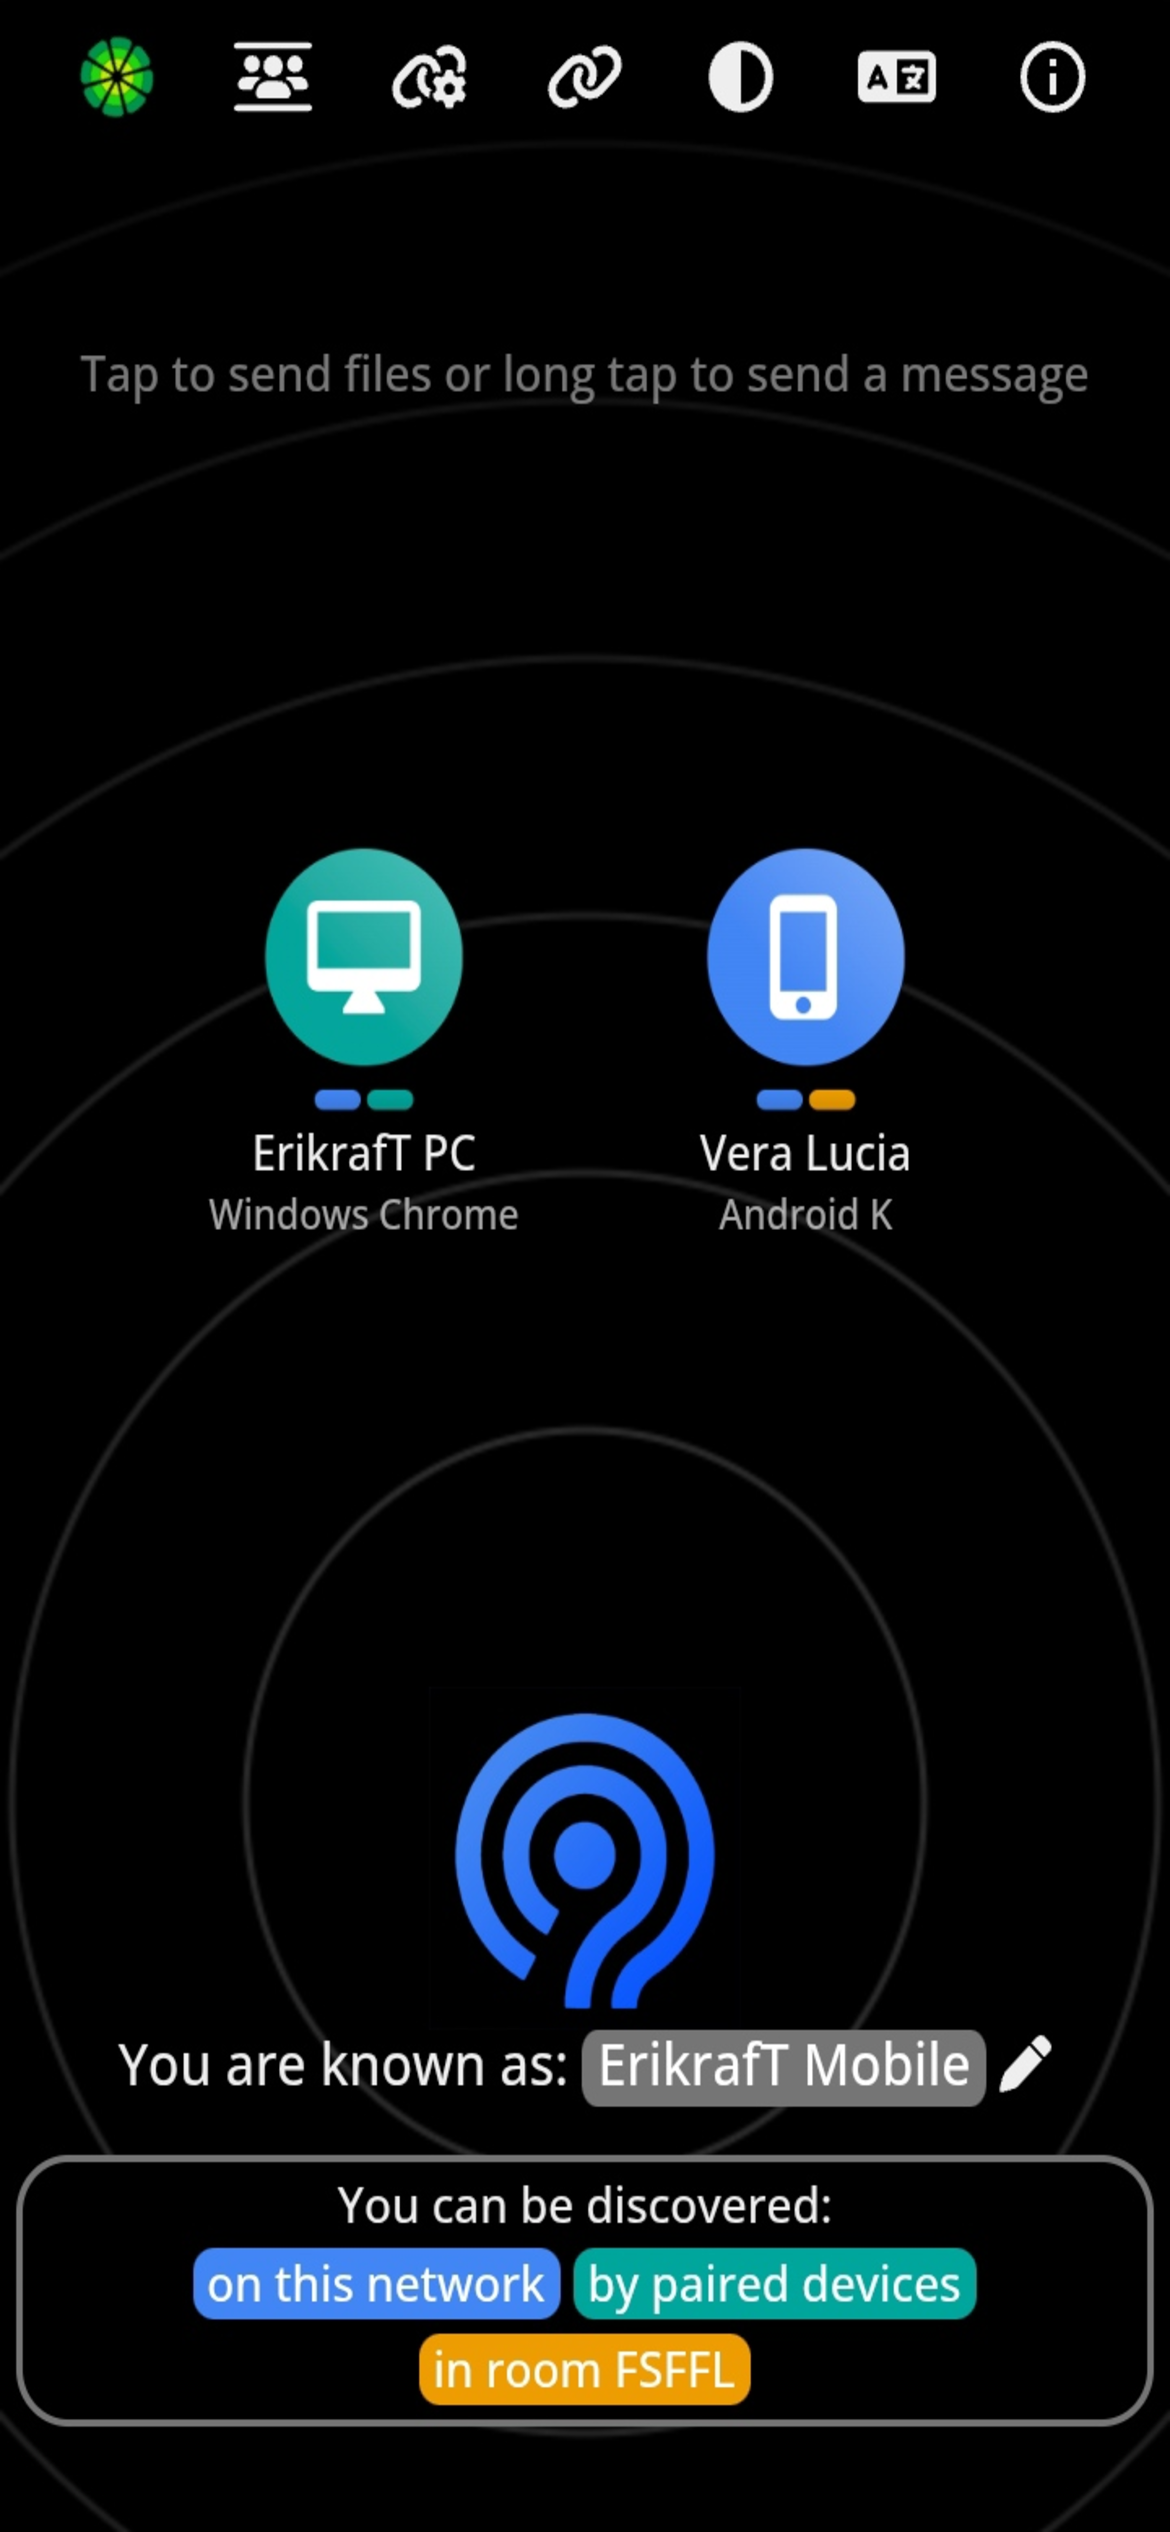 Tap to send files or long tap to send a message
ErikrafT PC
Windows Chrome
Vera Lucia
Android K
You are known as: ErikrafT Mobile
You can be discovered:
on this network by paired devices
in room FSFFL